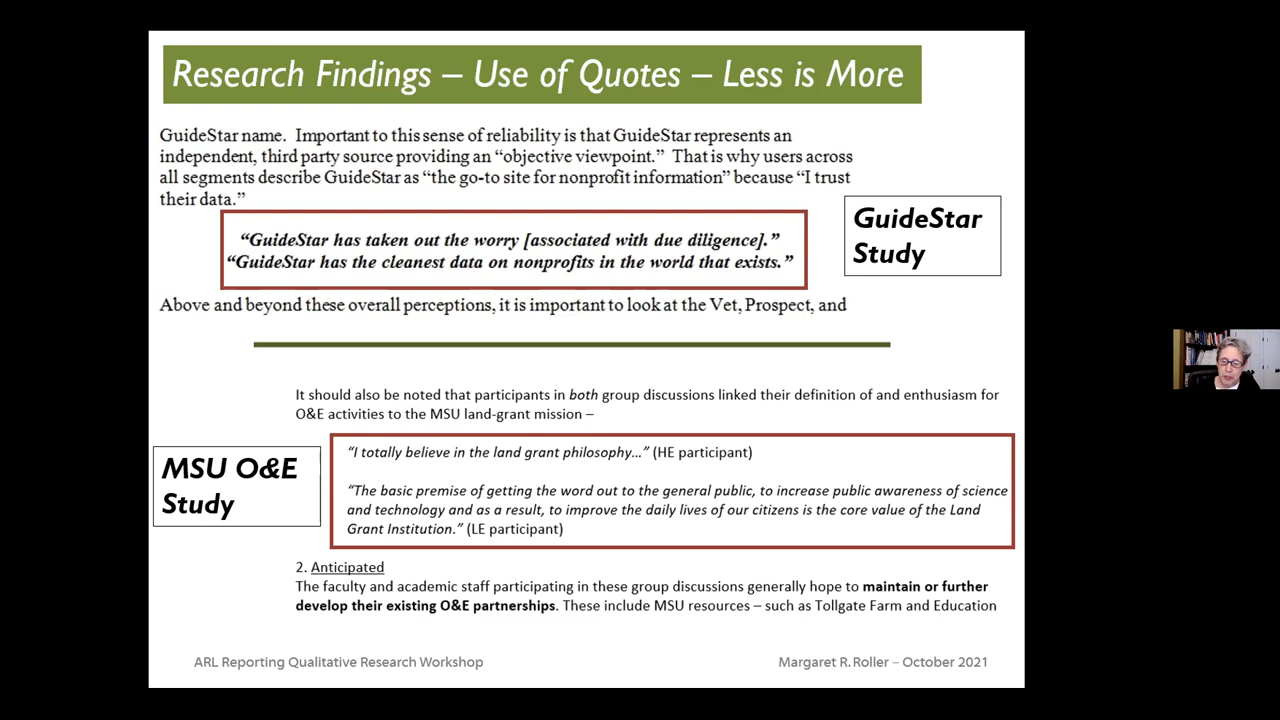 Research Findings – Use of Quotes – Less is More
GuideStar name. Important to this sense of reliability is that GuideStar represents an
independent, third party source providing an “objective viewpoint.” That is why users across
all segments describe GuideStar as “the go-to site for nonprofit information” because “I trust
their data.”
GuideStar
Study
“GuideStar has taken out the worry [associated with due diligence].”
“GuideStar has the cleanest data on nonprofits in the world that exists.”
Above and beyond these overall perceptions, it is important to look at the Vet, Prospect, and
It should also be noted that participants in both group discussions linked their definition of and enthusiasm for
O&E activities to the MSU land-grant mission –
MSU O&E
Study
“I totally believe in the land grant philosophy…” (HE participant)
“The basic premise of getting the word out to the general public, to increase public awareness of science
and technology and as a result, to improve the daily lives of our citizens is the core value of the Land
Grant Institution.” (LE participant)
2. Anticipated
The faculty and academic staff participating in these group discussions generally hope to maintain or further
develop their existing O&E partnerships. These include MSU resources – such as Tollgate Farm and Education
ARL Reporting Qualitative Research Workshop
Margaret R. Roller – October 2021